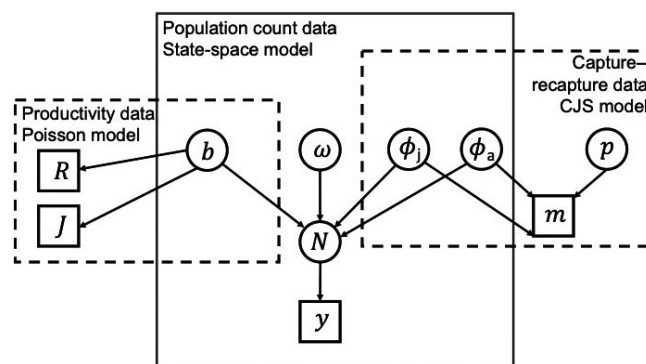 Population count data
State-space model
Capture–
recapture data
CJS model
Productivity data
Poisson model
R
b
ω
ϕj
ϕa
p
J
m
N
y